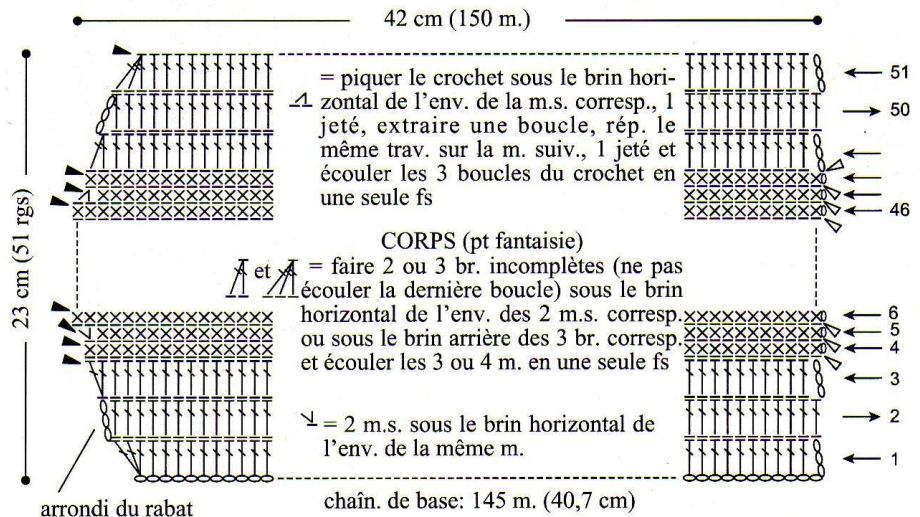 42 cm (150 m.)
51
50
46
= piquer le crochet sous le brin hori-
zontal de l'env. de la m.s. corresp., 1
jeté, extraire une boucle, rép. le
même trav. sur la m. suiv., 1 jeté et
écouler les 3 boucles du crochet en
une seule fs
23 cm (51 rgs)
CORPS (pt fantaisie)
et = faire 2 ou 3 br. incomplètes (ne pas
écouler la dernière boucle) sous le brin
horizontal de l'env. des 2 m.s. corresp.
ou sous le brin arrière des 3 br. corresp.
et écouler les 3 ou 4 m. en une seule fs
6
5
4
3
2
1
= 2 m.s. sous le brin horizontal de
l'env. de la même m.
arrondi du rabat
chaîn. de base: 145 m. (40,7 cm)